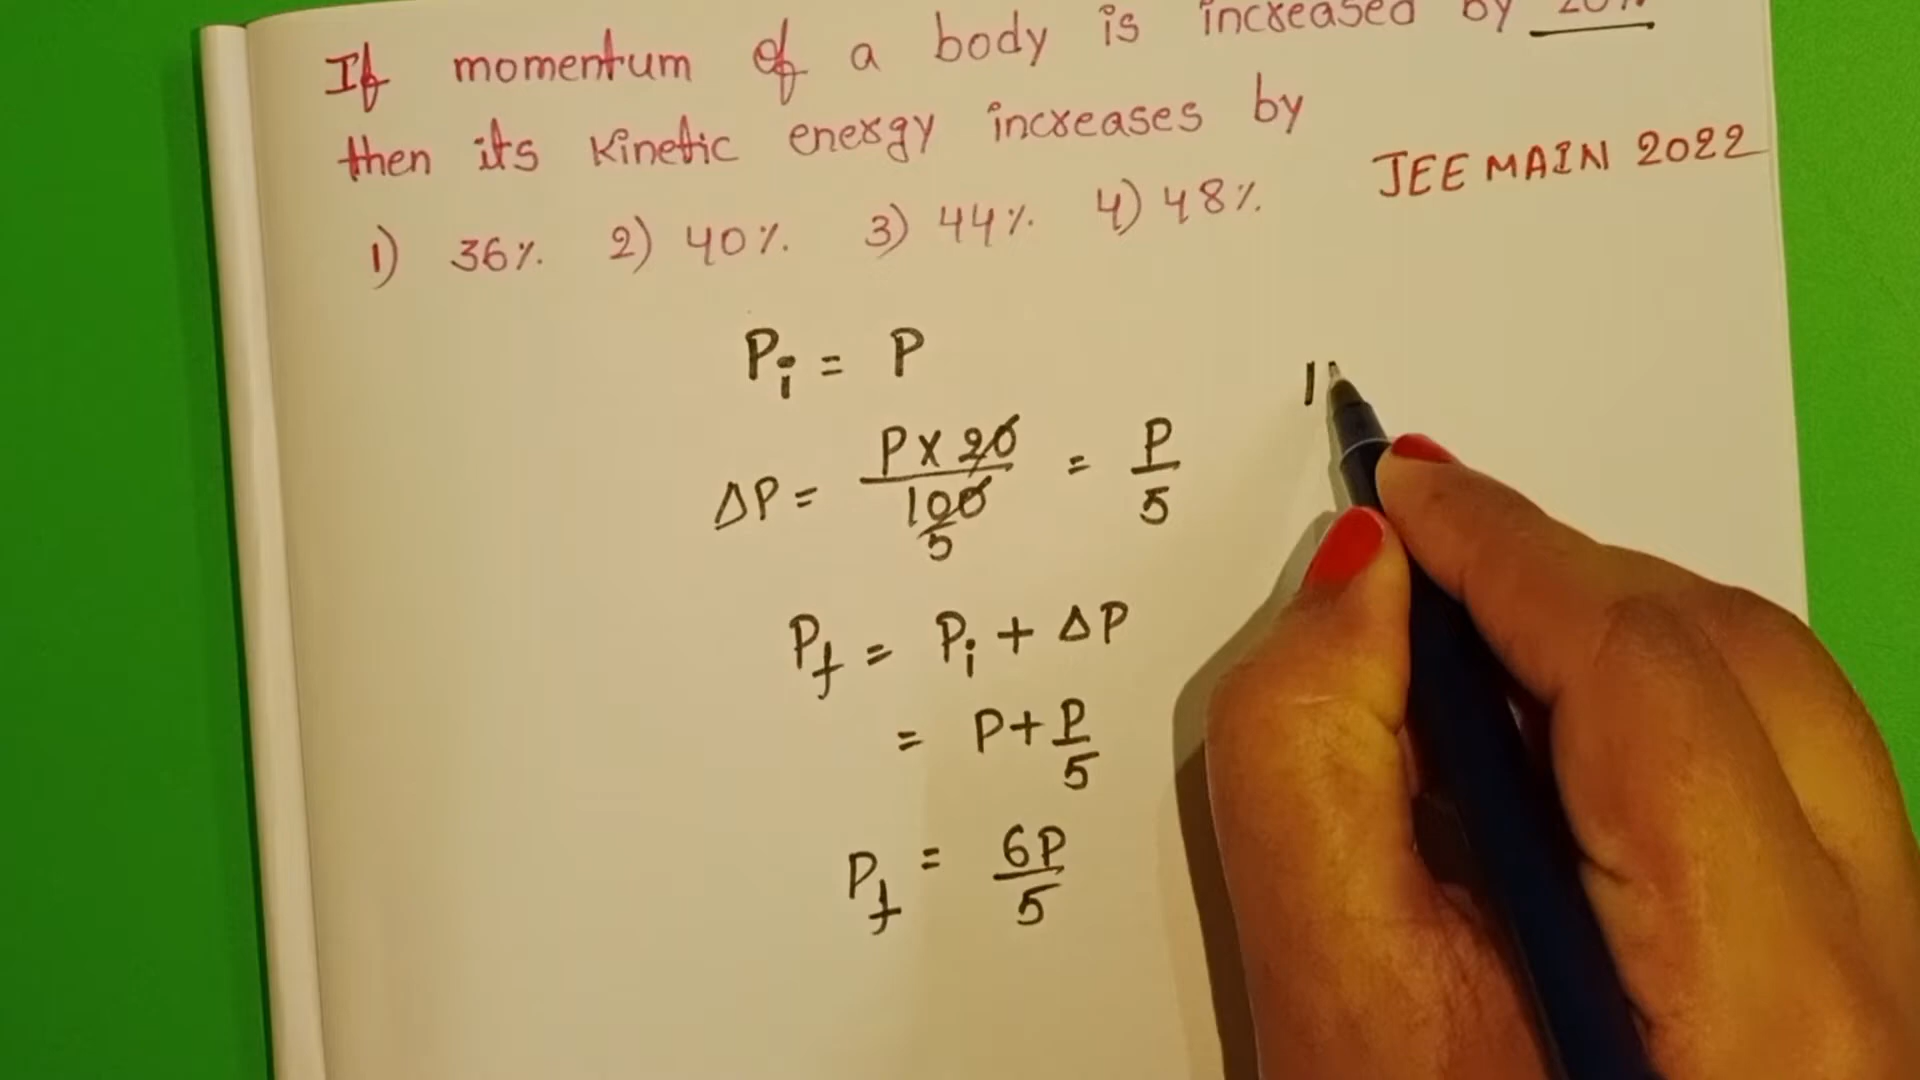 If momentum of a body is increased by 20%
then its kinetic energy increases by
JEE MAIN 2022
1) 36% 2) 40% 3) 44% 4) 48%
Pi = P
ΔP = P x 20 / 100 5 = P/5
Pf = Pi + ΔP
= P + P/5
Pf = 6P/5